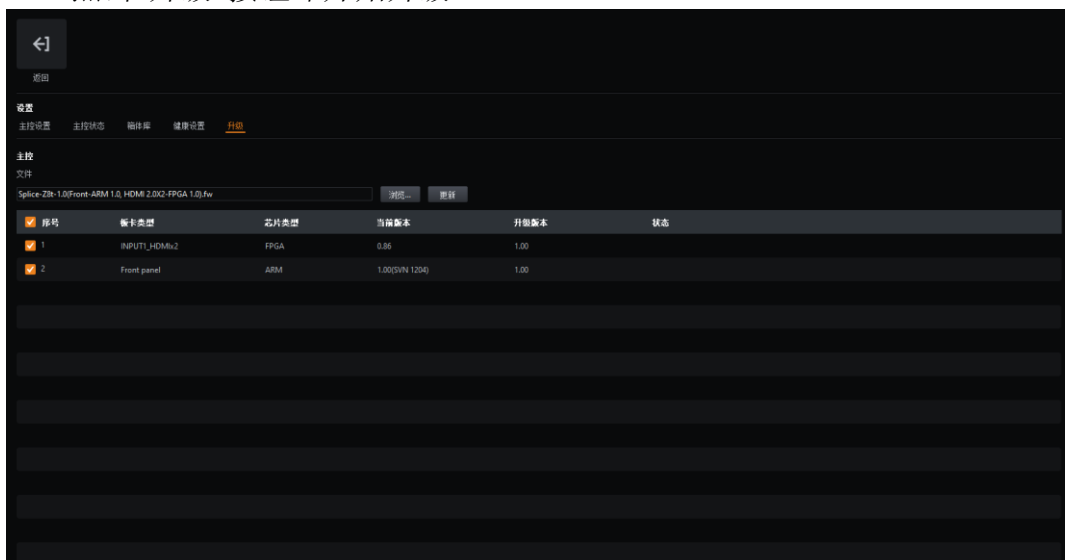 返回
设置
主控设置 主控状态 箱体库 健康设置 升级
主控
文件
Splice-Z8t-1.0(Front-ARM 1.0, HDMI 2.0X2-FPGA 1.0).fw 浏览... 更新
序号 板卡类型 芯片类型 当前版本 升级版本 状态
1 INPUT1_HDMIx2 FPGA 0.86 1.00
2 Front panel ARM 1.00(SVN 1204) 1.00